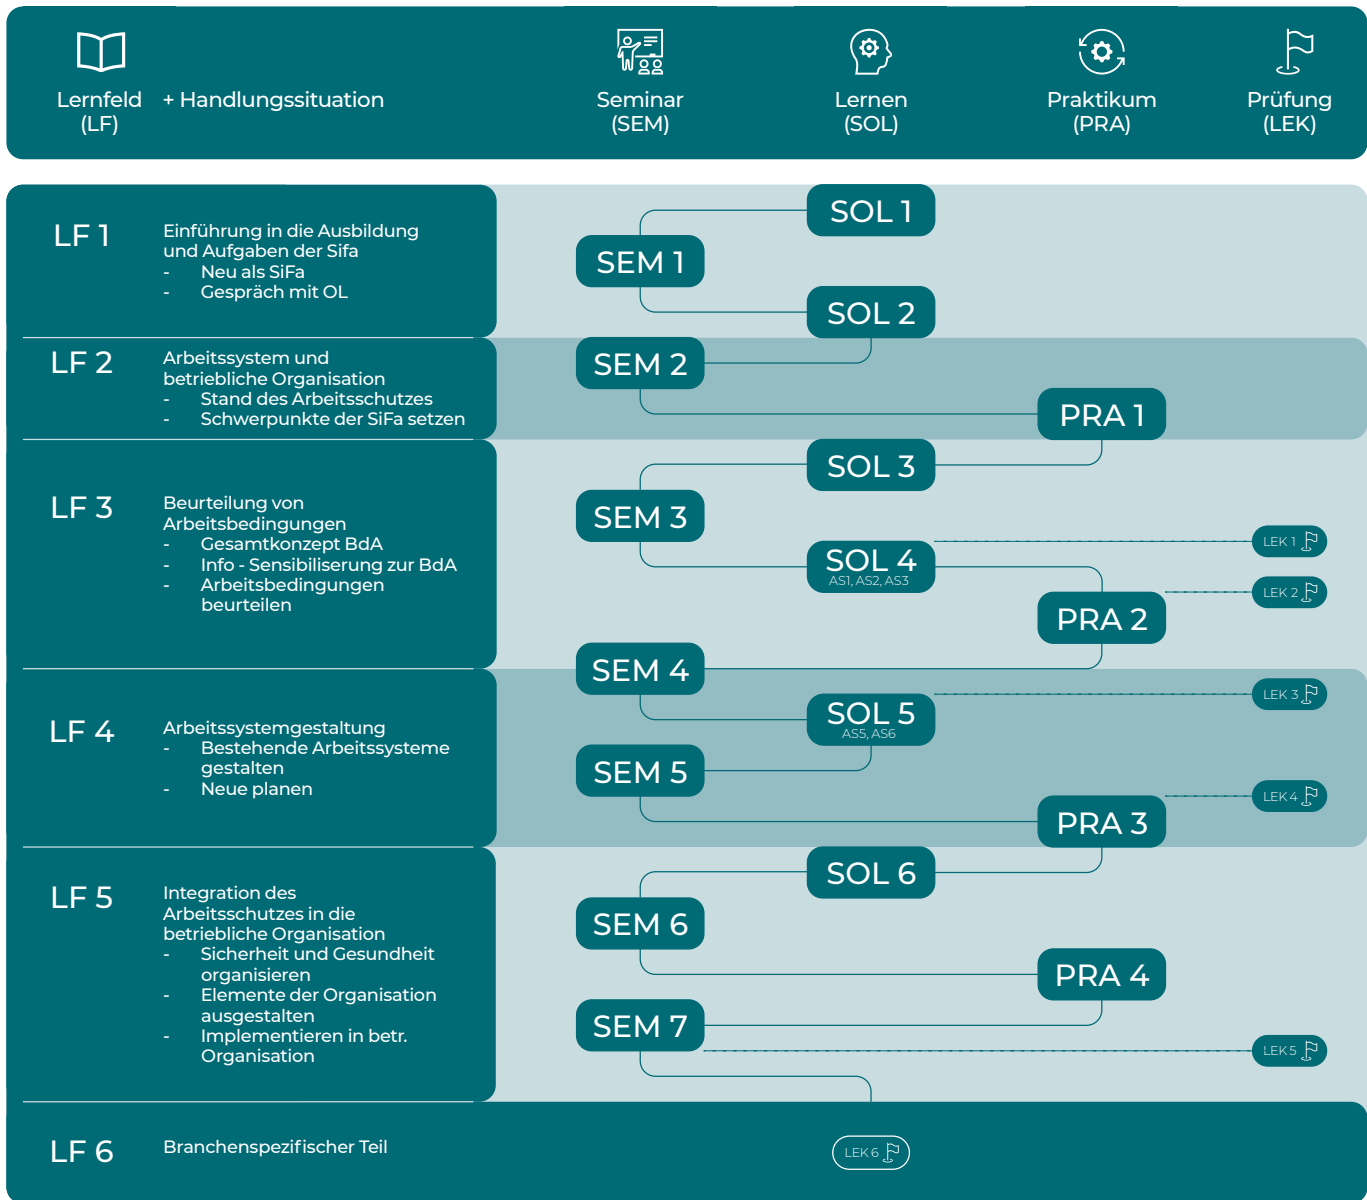 Lernfeld
(LF)
+ Handlungssituation
Seminar
(SEM)
Lernen
(SOL)
Praktikum
(PRA)
Prüfung
(LEK)
LF 1
Einführung in die Ausbildung
und Aufgaben der Sifa
- Neu als SiFa
- Gespräch mit OL
SOL 1
SEM 1
SOL 2
LF 2
Arbeitssystem und
betriebliche Organisation
- Stand des Arbeitsschutzes
- Schwerpunkte der SiFa setzen
SEM 2
PRA 1
LF 3
Beurteilung von
Arbeitsbedingungen
- Gesamtkonzept BdA
- Info - Sensibiliserung zur BdA
- Arbeitsbedingungen
beurteilen
SOL 3
SEM 3
SOL 4
AS1, AS2, AS3
LEK 1
PRA 2
LEK 2
SEM 4
LF 4
Arbeitssystemgestaltung
- Bestehende Arbeitssysteme
gestalten
- Neue planen
SOL 5
AS5, AS6
LEK 3
SEM 5
PRA 3
LEK 4
LF 5
Integration des
Arbeitsschutzes in die
betriebliche Organisation
- Sicherheit und Gesundheit
organisieren
- Elemente der Organisation
ausgestalten
- Implementieren in betr.
Organisation
SOL 6
SEM 6
PRA 4
SEM 7
LEK 5
LF 6
Branchenspezifischer Teil
LEK 6